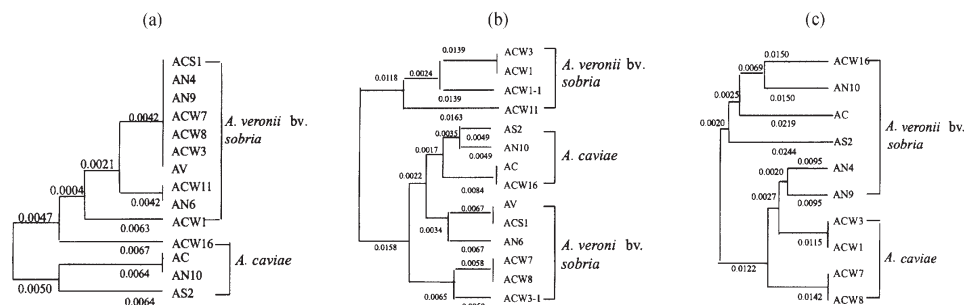 (a)
ACS1
AN4
AN9
0.0042
ACW7
ACW8
A. veronii bv.
sobria
ACW3
0.0021
AV
ACW11
0.0004
0.0042
AN6
ACW1
0.0047
0.0063
ACW16
0.0067
AC
A. caviae
0.0064
AN10
0.0050
AS2
0.0064
(b)
0.0139
ACW3
0.0024
ACW1
A. veronii bv.
sobria
0.0118
ACW1-1
0.0139
ACW11
0.0163
AS2
0.0035
0.0049
AN10
0.0017
0.0049
A. caviae
AC
0.0022
ACW16
0.0084
AV
0.0067
ACS1
0.0034
AN6
A. veroni bv.
sobria
0.0158
0.0067
0.0058
ACW7
ACW8
0.0065
ACW3-1
(c)
0.0150
ACW16
0.0069
AN10
0.0025
0.0150
AC
0.0020
0.0219
A. veronii bv.
sobria
AS2
0.0244
0.0095
AN4
0.0020
AN9
0.0027
0.0095
ACW3
0.0115
ACW1
0.0122
A. caviae
ACW7
0.0142
ACW8